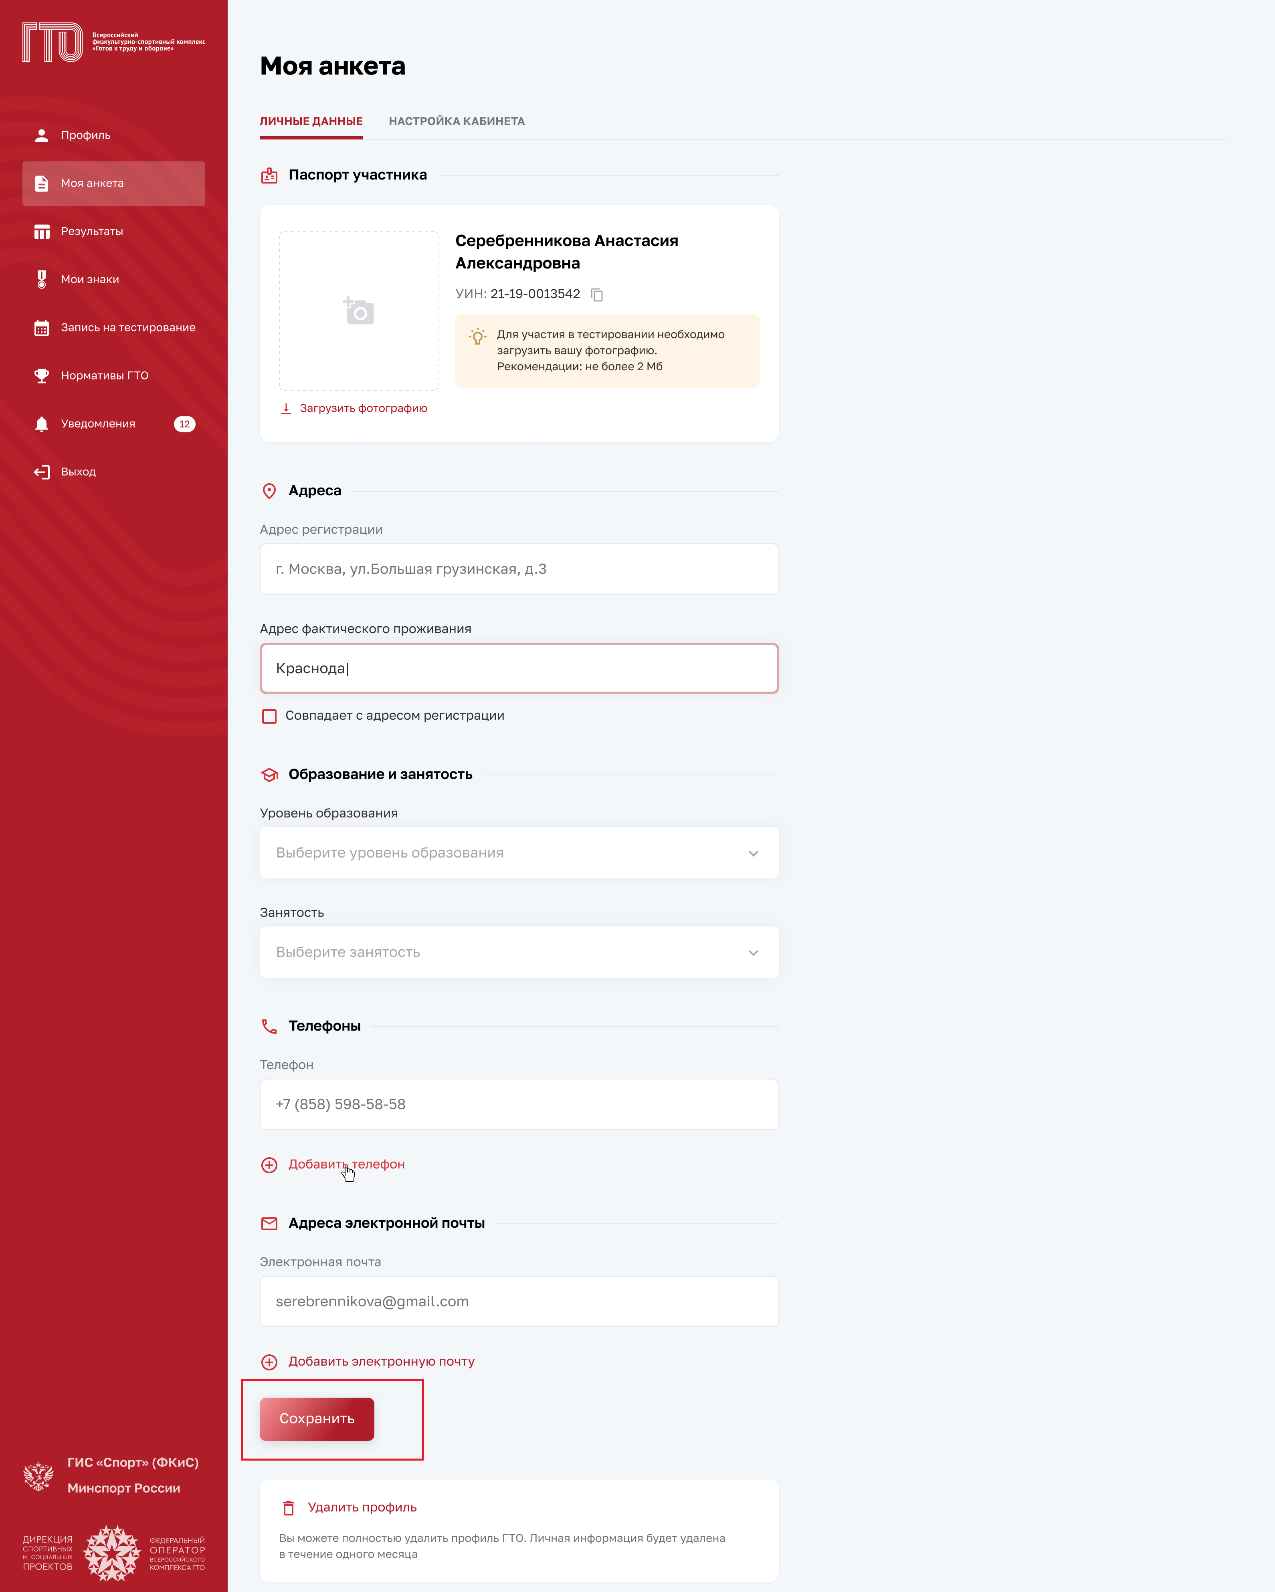 ГТО
Всероссийский
физкультурно-спортивный комплекс
«Готов к труду и обороне»
Профиль
Моя анкета
Результаты
Мои знаки
Запись на тестирование
Нормативы ГТО
Уведомления 12
Выход
ГИС «Спорт» (ФКиС)
Минспорт России
ДИРЕКЦИЯ
СПОРТИВНЫХ
И СОЦИАЛЬНЫХ
ПРОЕКТОВ
ФЕДЕРАЛЬНЫЙ
ОПЕРАТОР
ВСЕРОССИЙСКОГО
КОМПЛЕКСА ГТО
Моя анкета
ЛИЧНЫЕ ДАННЫЕ НАСТРОЙКА КАБИНЕТА
Паспорт участника
Серебренникова Анастасия
Александровна
УИН: 21-19-0013542
Для участия в тестировании необходимо
загрузить вашу фотографию.
Рекомендации: не более 2 Мб
Загрузить фотографию
Адреса
Адрес регистрации
г. Москва, ул.Большая грузинская, д.3
Адрес фактического проживания
Краснода
Совпадает с адресом регистрации
Образование и занятость
Уровень образования
Выберите уровень образования
Занятость
Выберите занятость
Телефоны
Телефон
+7 (858) 598-58-58
Добавить телефон
Адреса электронной почты
Электронная почта
serebrennikova@gmail.com
Добавить электронную почту
Сохранить
Удалить профиль
Вы можете полностью удалить профиль ГТО. Личная информация будет удалена
в течение одного месяца